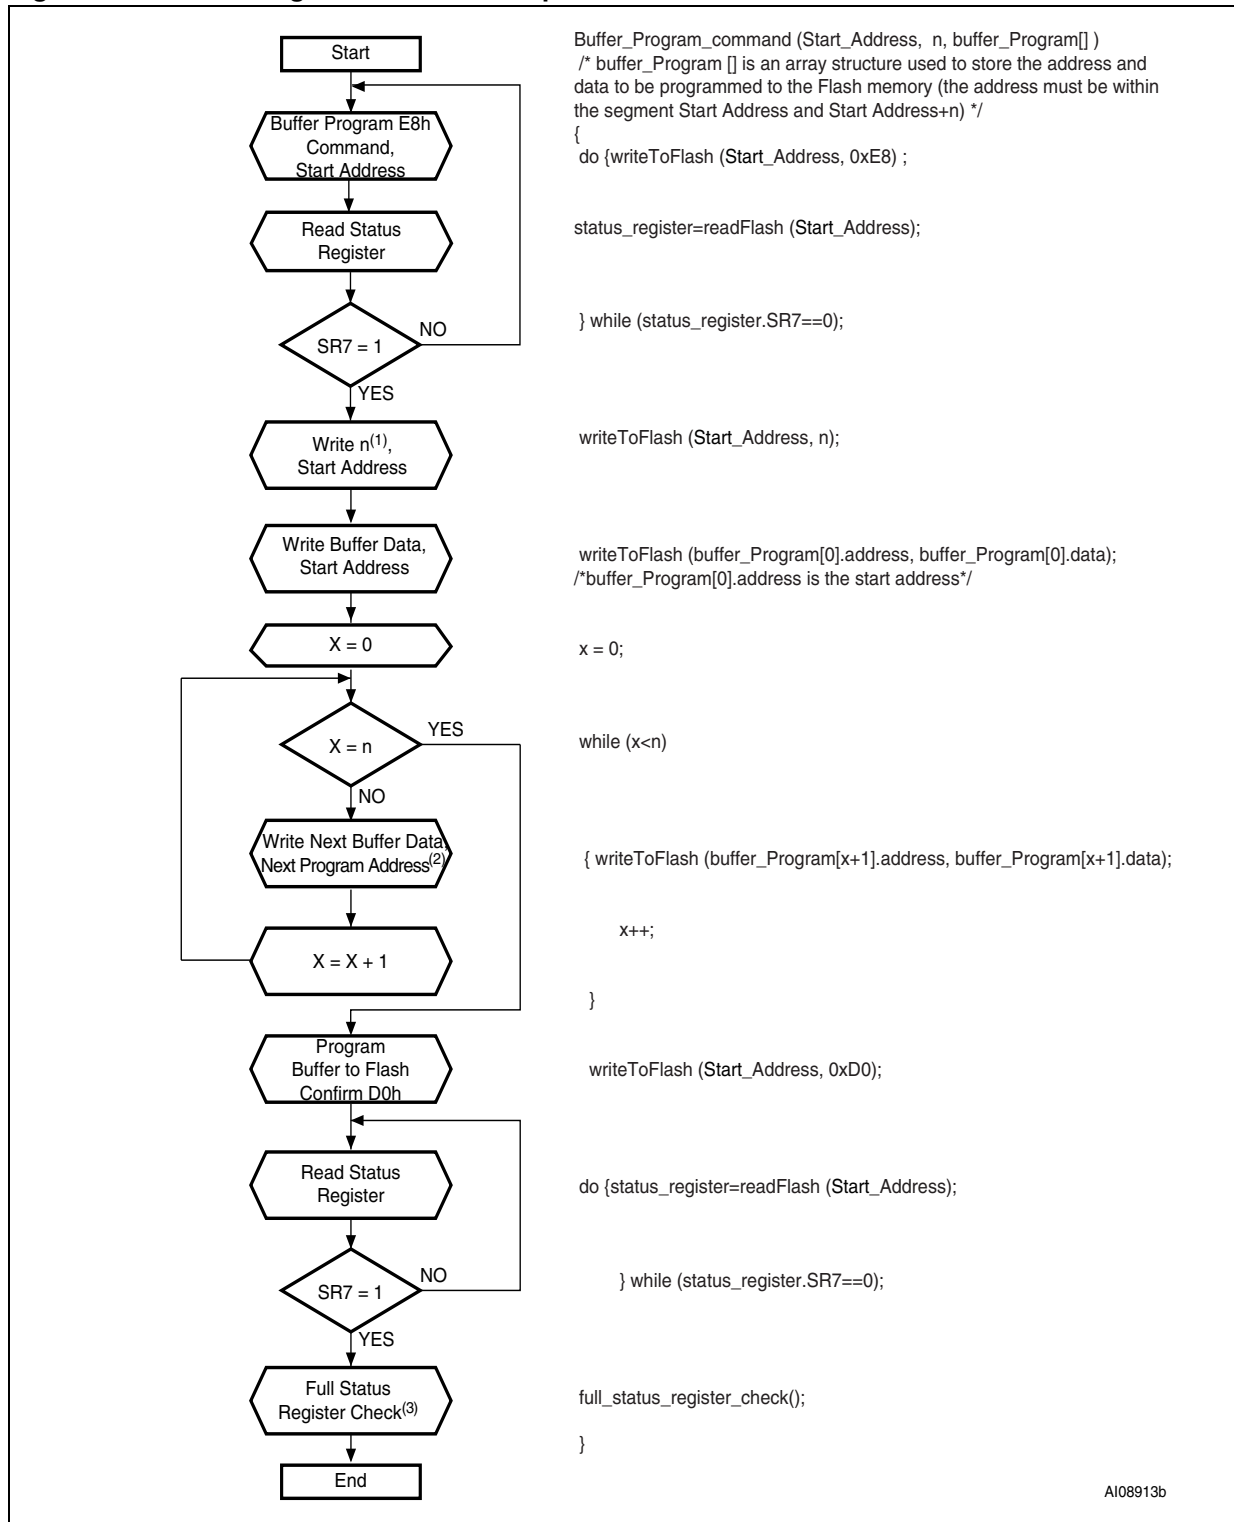 Start
Buffer_Program_command (Start_Address, n, buffer_Program[] )
/* buffer_Program [] is an array structure used to store the address and
data to be programmed to the Flash memory (the address must be within
the segment Start Address and Start Address+n) */
{
Buffer Program E8h
Command,
Start Address
do {writeToFlash (Start_Address, 0xE8) ;
Read Status
Register
status_register=readFlash (Start_Address);
SR7 = 1
NO
YES
} while (status_register.SR7==0);
Write n(1),
Start Address
writeToFlash (Start_Address, n);
Write Buffer Data,
Start Address
writeToFlash (buffer_Program[0].address, buffer_Program[0].data);
/*buffer_Program[0].address is the start address*/
X = 0
x = 0;
X = n
YES
NO
while (x<n)
Write Next Buffer Data,
Next Program Address(2)
{ writeToFlash (buffer_Program[x+1].address, buffer_Program[x+1].data);
X = X + 1
x++;
}
Program
Buffer to Flash
Confirm D0h
writeToFlash (Start_Address, 0xD0);
Read Status
Register
do {status_register=readFlash (Start_Address);
SR7 = 1
NO
YES
} while (status_register.SR7==0);
Full Status
Register Check(3)
full_status_register_check();
}
End
AI08913b